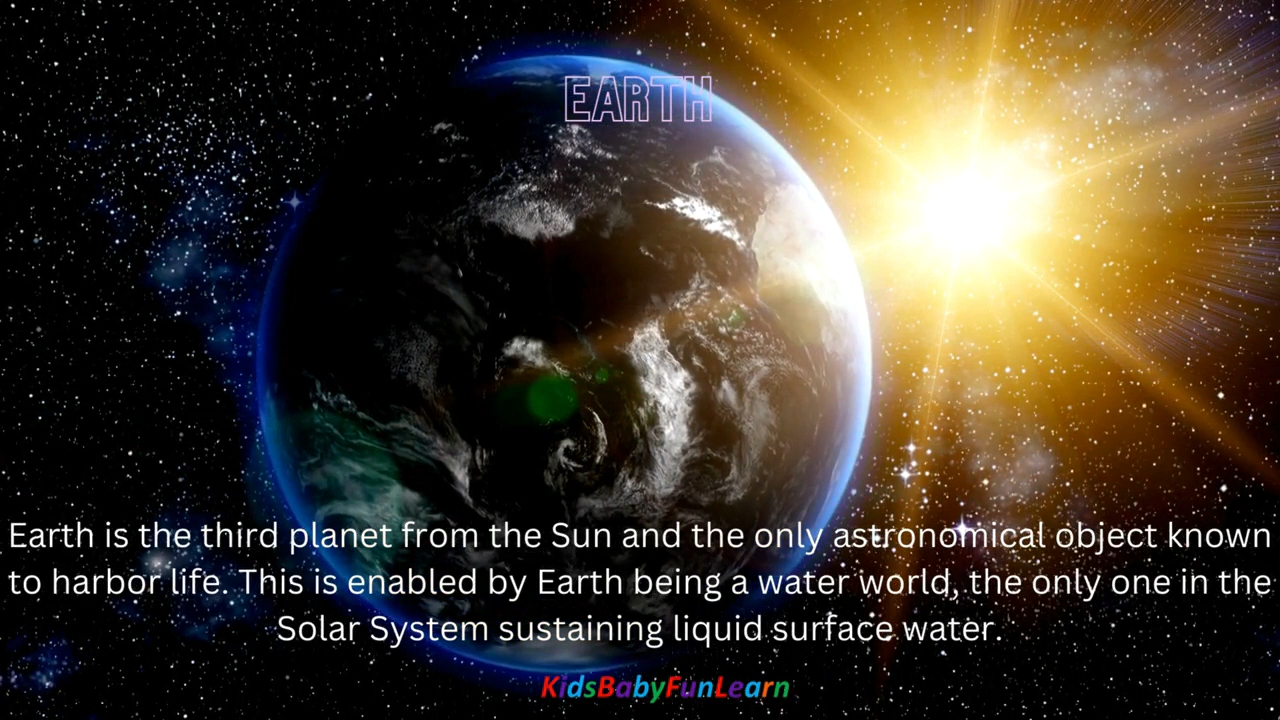 EARTH
Earth is the third planet from the Sun and the only astronomical object known
to harbor life. This is enabled by Earth being a water world, the only one in the
Solar System sustaining liquid surface water.
KidsBabyFunLearn